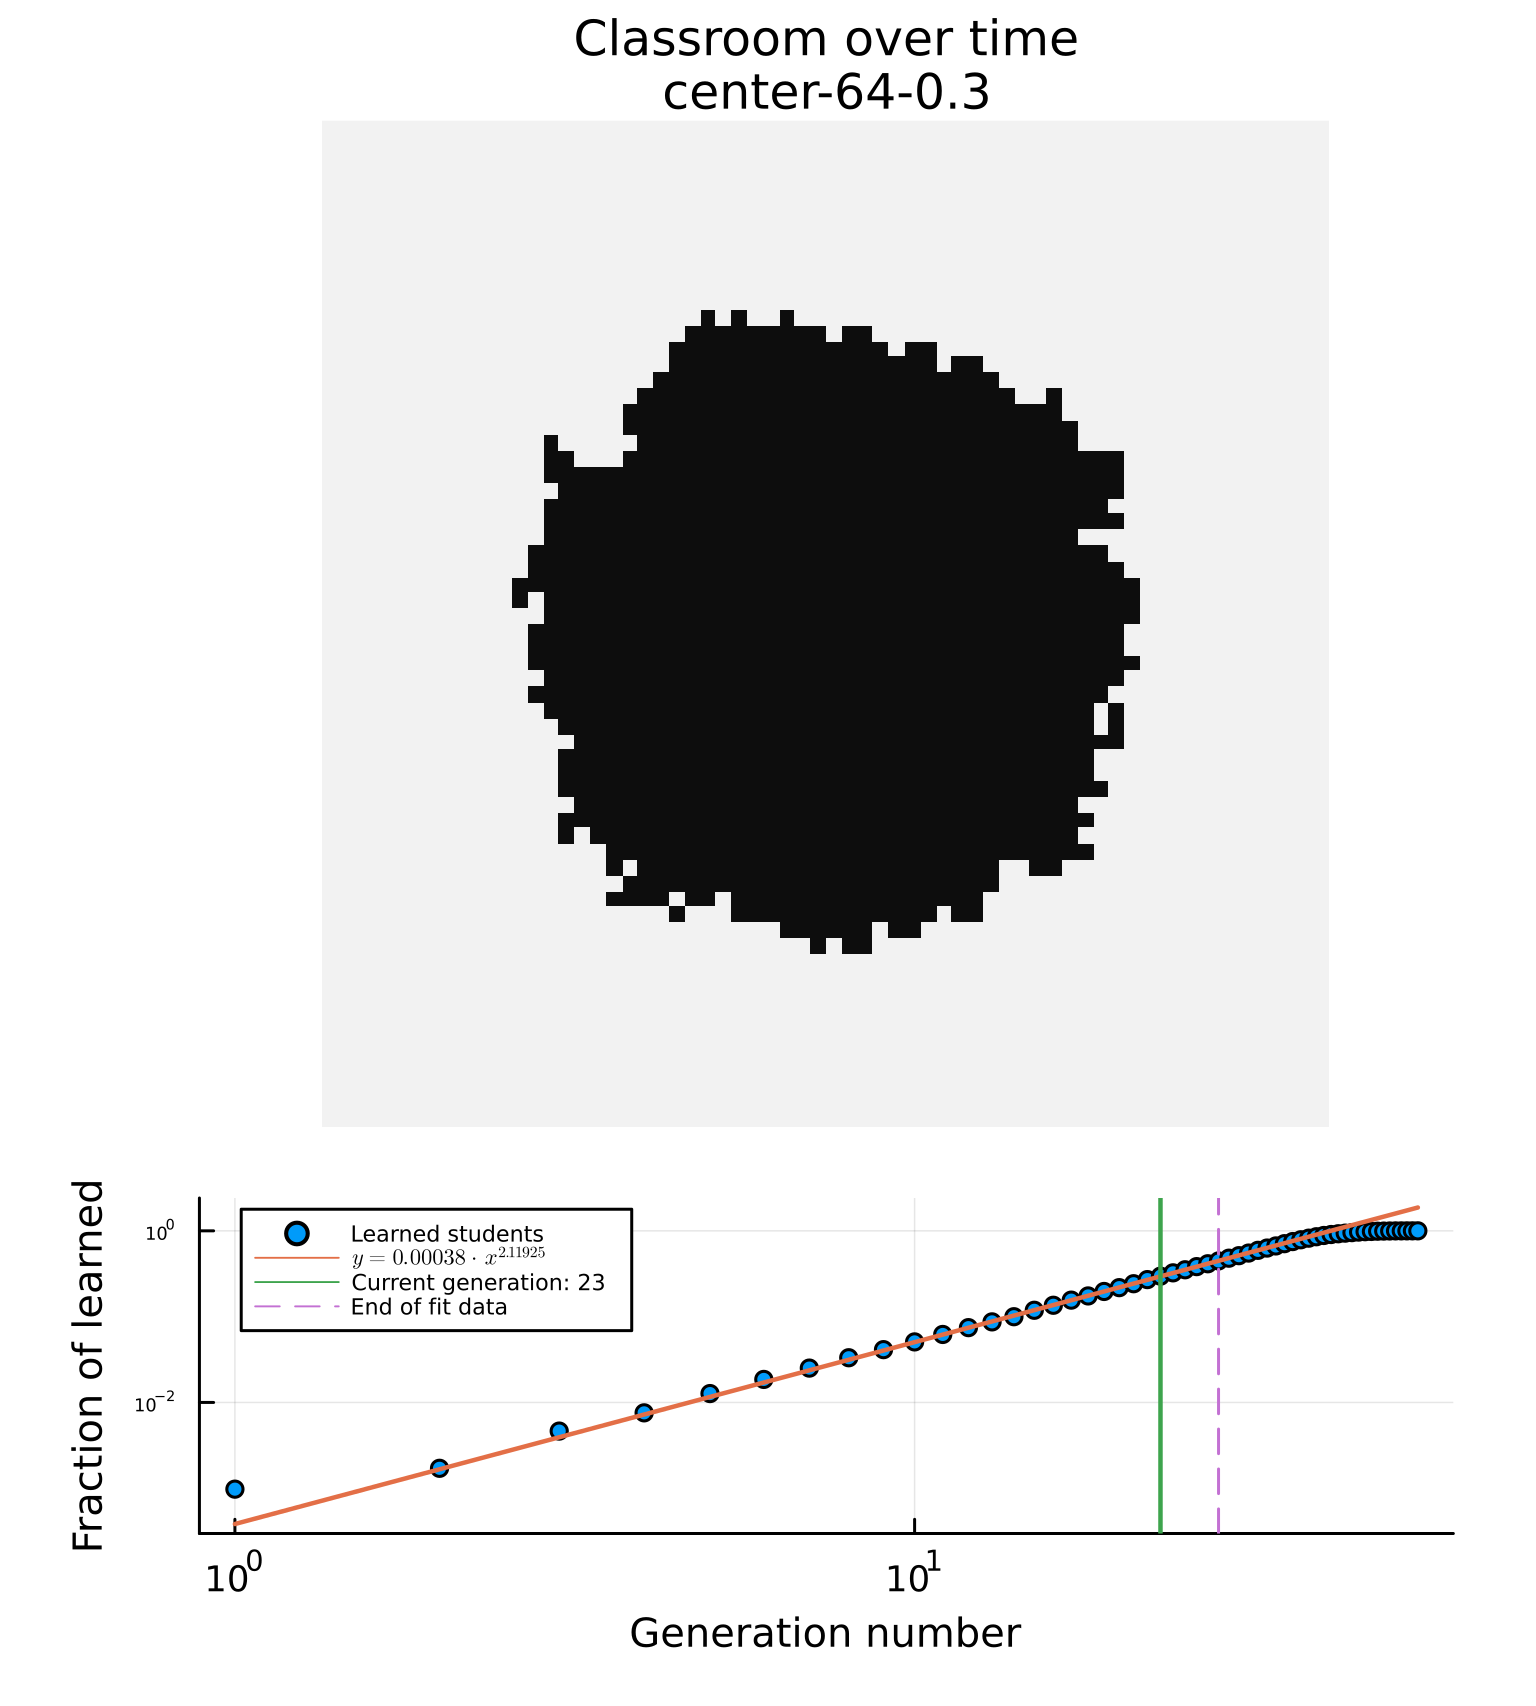 Classroom over time
center-64-0.3
Fraction of learned
10^0
10^-2
Learned students
y = 0.00038 · x^2.11925
Current generation: 23
End of fit data
10^0
10^1
Generation number